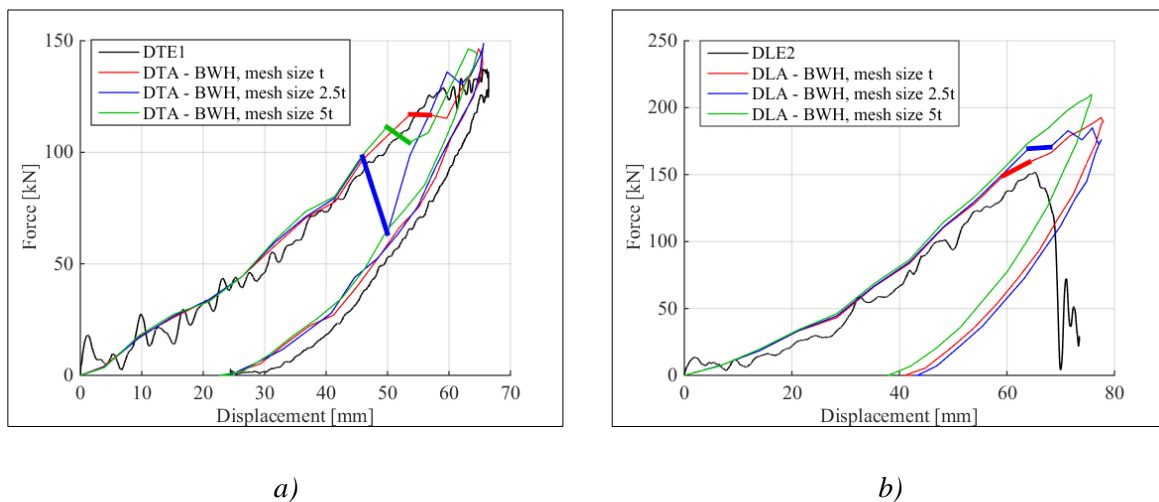 150
100
50
0
Force [kN]
DTE1
DTA - BWH, mesh size t
DTA - BWH, mesh size 2.5t
DTA - BWH, mesh size 5t
0 10 20 30 40 50 60 70
Displacement [mm]
250
200
150
100
50
0
Force [kN]
DLE2
DLA - BWH, mesh size t
DLA - BWH, mesh size 2.5t
DLA - BWH, mesh size 5t
0 20 40 60 80 100
Displacement [mm]
a)
b)